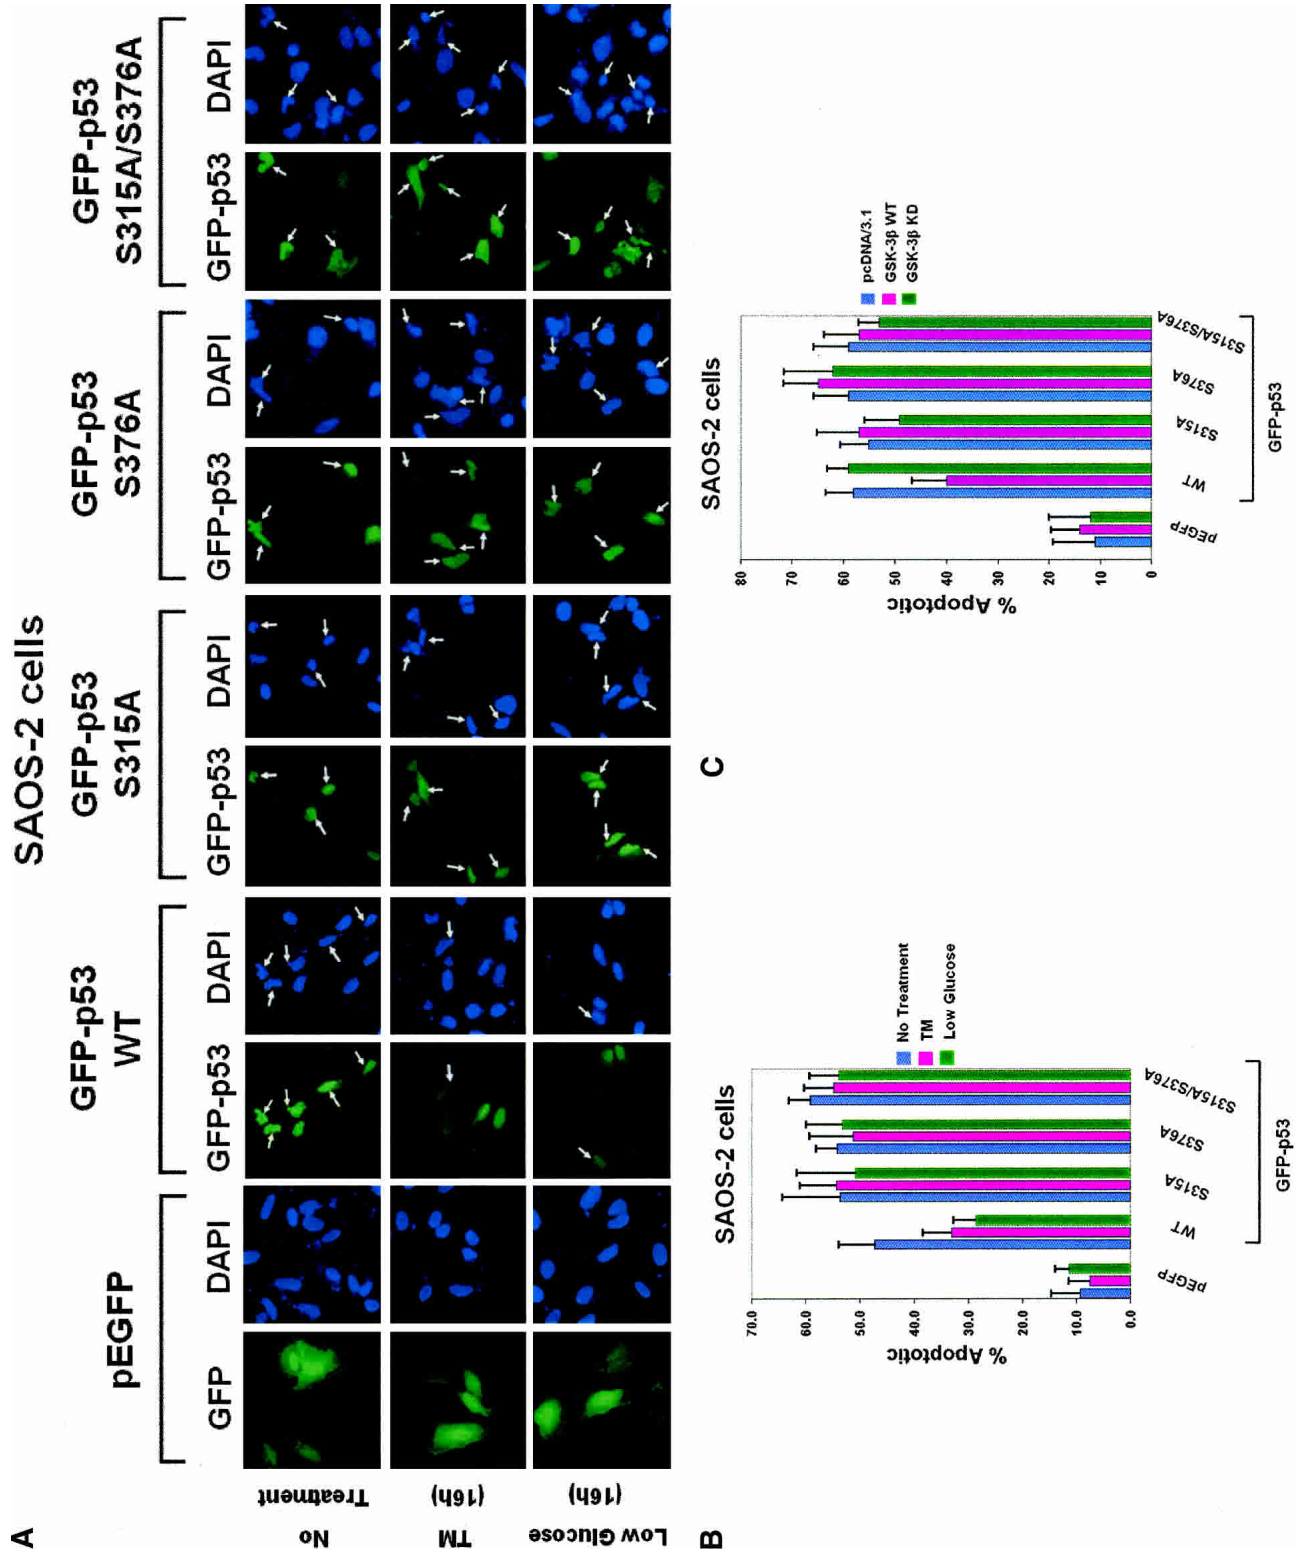 A
SAOS-2 cells
pEGFP
GFP-p53
WT
GFP-p53
S315A
GFP-p53
S376A
GFP-p53
S315A/S376A
GFP
DAPI
GFP-p53
DAPI
GFP-p53
DAPI
GFP-p53
DAPI
GFP-p53
DAPI
No
Treatment
TM
(16h)
Low Glucose
(16h)
B
SAOS-2 cells
% Apoptotic
70.0
60.0
50.0
40.0
30.0
20.0
10.0
0.0
No Treatment
TM
Low Glucose
pEGFP
WT
S315A
S376A
S315A/S376A
GFP-p53
C
SAOS-2 cells
% Apoptotic
80
70
60
50
40
30
20
10
0
pcDNA/3.1
GSK-3β WT
GSK-3β KD
pEGFP
WT
S315A
S376A
S315A/S376A
GFP-p53